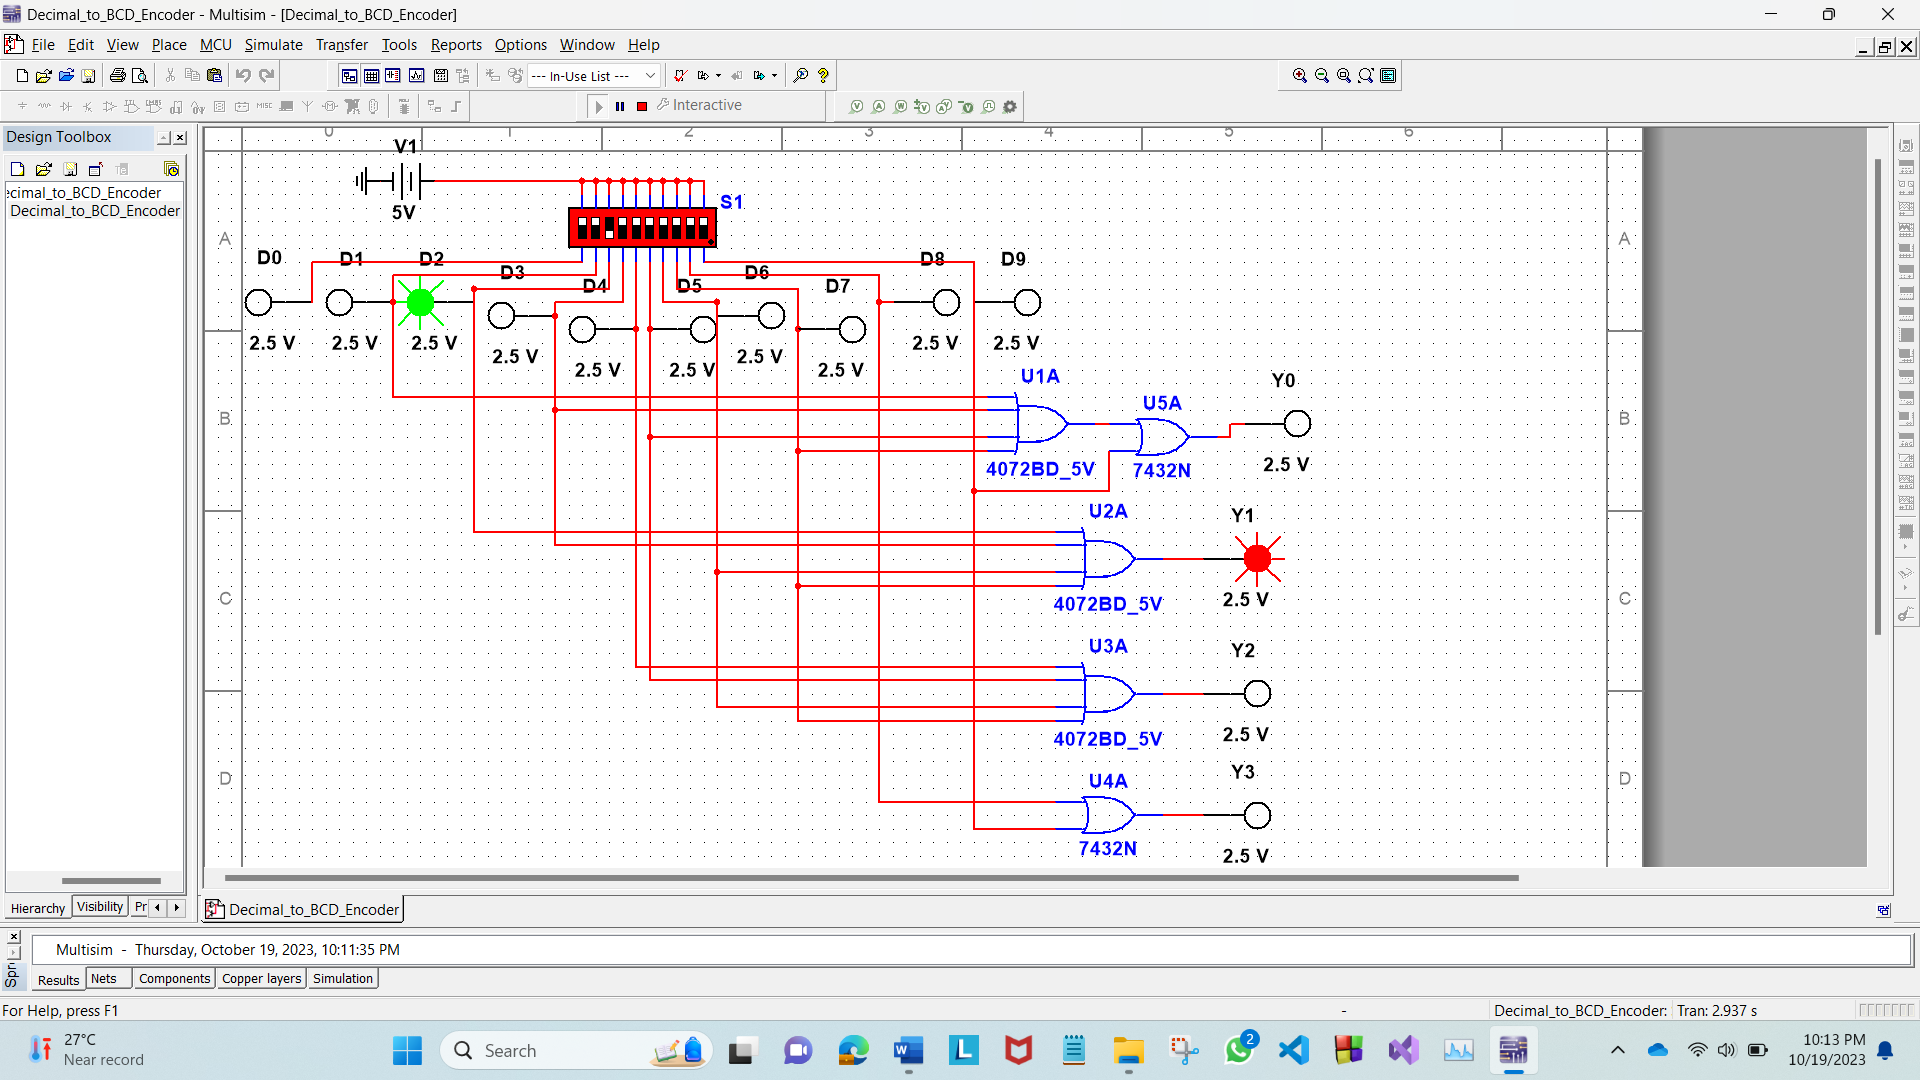 Decimal_to_BCD_Encoder - Multisim - [Decimal_to_BCD_Encoder]
File Edit View Place MCU Simulate Transfer Tools Reports Options Window Help
--- In-Use List ---
Interactive
Design Toolbox
ecimal_to_BCD_Encoder
Decimal_to_BCD_Encoder
0 1 2 3 4 5 6
V1
5V
S1
A A
D0 D1 D2 D3 D4 D5 D6 D7 D8 D9
2.5 V 2.5 V 2.5 V 2.5 V 2.5 V 2.5 V 2.5 V 2.5 V 2.5 V 2.5 V
U1A
Y0
U5A
B B
4072BD_5V
7432N
2.5 V
U2A
Y1
C C
4072BD_5V
2.5 V
U3A
Y2
4072BD_5V
2.5 V
Y3
D D
U4A
7432N
2.5 V
Hierarchy Visibility Pr
Decimal_to_BCD_Encoder
Multisim - Thursday, October 19, 2023, 10:11:35 PM
Spr
Results Nets Components Copper layers Simulation
For Help, press F1
-
Decimal_to_BCD_Encoder: Tran: 2.937 s
27°C
Near record
Search
2
10:13 PM
10/19/2023